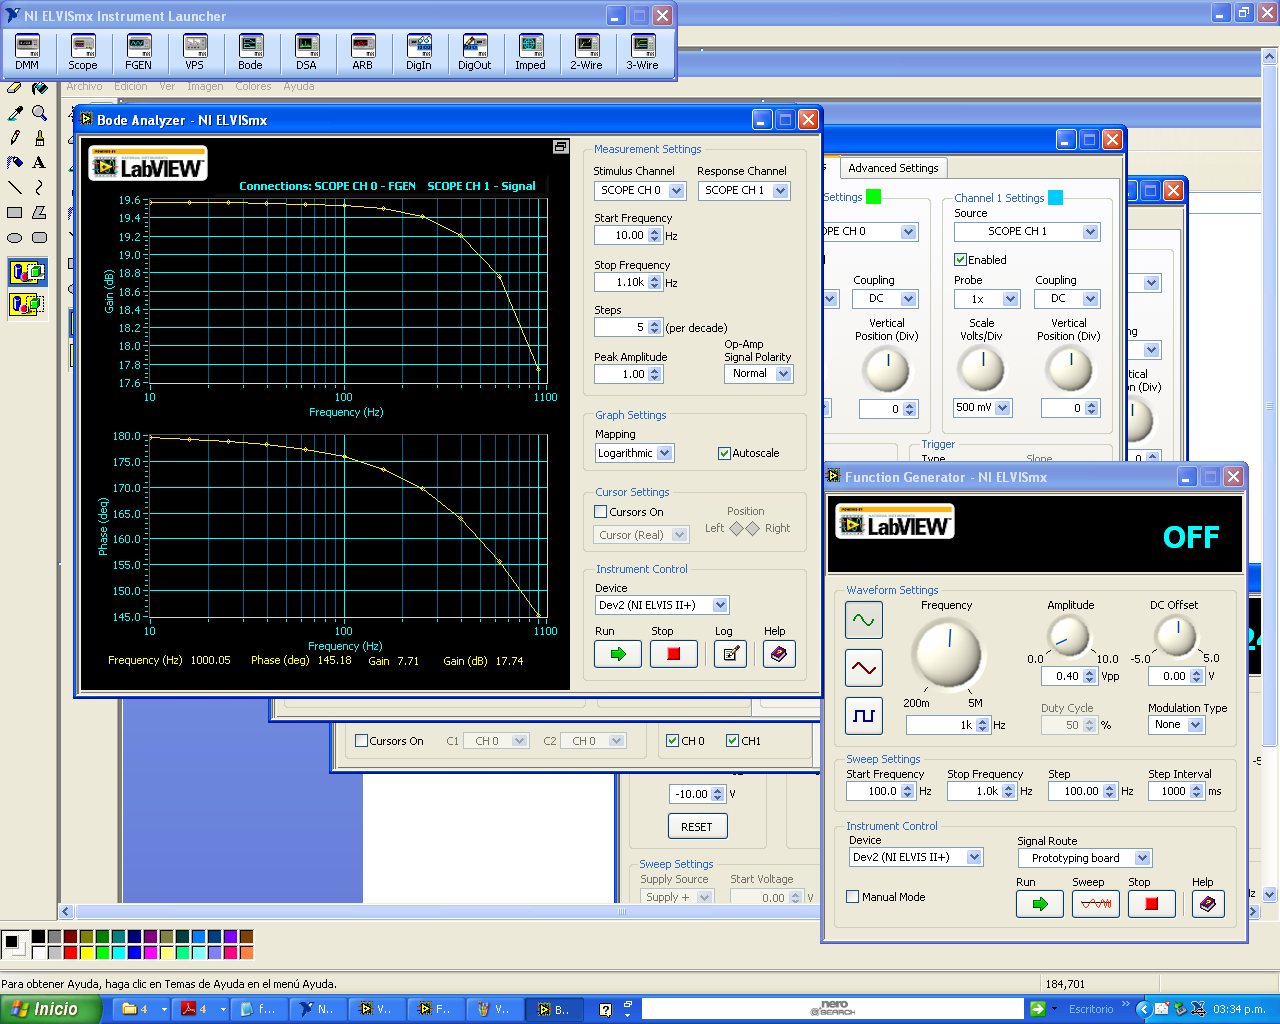 NI ELVISmx Instrument Launcher
DMM Scope FGEN VPS Bode DSA ARB DigIn DigOut Imped 2-Wire 3-Wire
Archivo Edición Ver Imagen Colores Ayuda
Bode Analyzer - NI ELVISmx
LabVIEW
Connections: SCOPE CH 0 - FGEN SCOPE CH 1 - Signal
19.6
19.4
19.2
19.0
18.8
18.6
18.4
18.2
18.0
17.8
17.6
Gain (dB)
10 100 1100
Frequency (Hz)
180.0
175.0
170.0
165.0
160.0
155.0
150.0
145.0
Phase (deg)
10 100 1100
Frequency (Hz)
Frequency (Hz) 1000.05 Phase (deg) 145.18 Gain 7.71 Gain (dB) 17.74
Measurement Settings
Stimulus Channel Response Channel
SCOPE CH 0 SCOPE CH 1
Start Frequency
10.00 Hz
Stop Frequency
1.10k Hz
Steps
5 (per decade)
Peak Amplitude
1.00
Op-Amp
Signal Polarity
Normal
Graph Settings
Mapping
Logarithmic Autoscale
Cursor Settings
Cursors On
Cursor (Real)
Position
Left Right
Instrument Control
Device
Dev2 (NI ELVIS II+)
Run Stop Log Help
Advanced Settings
Settings
PE CH 0
Coupling
DC
Vertical
Position (Div)
0
Channel 1 Settings
Source
SCOPE CH 1
Enabled
Probe Coupling
1x DC
Scale
Volts/Div
Vertical
Position (Div)
500 mV 0
Trigger
Type Slope
ng
tical
on (Div)
0
Cursors On C1 CH 0 C2 CH 0
CH 0 CH1
-10.00 V
RESET
Sweep Settings
Supply Source Start Voltage
Supply + 0.00 V
Function Generator - NI ELVISmx
LabVIEW
OFF
Waveform Settings
Frequency
200m 5M
1k Hz
Amplitude
0.0 10.0
0.40 Vpp
DC Offset
-5.0 5.0
0.00 V
Duty Cycle
50 %
Modulation Type
None
Sweep Settings
Start Frequency Stop Frequency Step Step Interval
100.0 Hz 1.0k Hz 100.00 Hz 1000 ms
Instrument Control
Device
Dev2 (NI ELVIS II+)
Signal Route
Prototyping board
Manual Mode
Run Sweep Stop Help
Para obtener Ayuda, haga clic en Temas de Ayuda en el menú Ayuda.
184,701
Inicio
4 4 f... N... V... F... V... B...
nero
SEARCH
Escritorio
03:34 p.m.